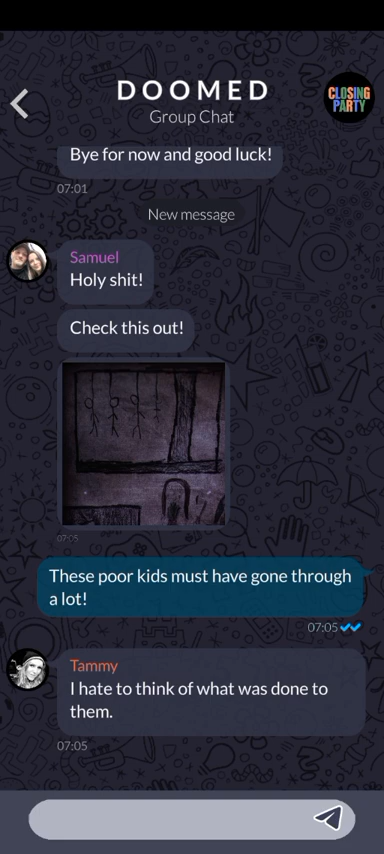 DOOMED
CLOSING
PARTY
Group Chat
Bye for now and good luck!
07:01
New message
Samuel
Holy shit!
Check this out!
07:05
These poor kids must have gone through
a lot!
07:05
Tammy
I hate to think of what was done to
them.
07:05